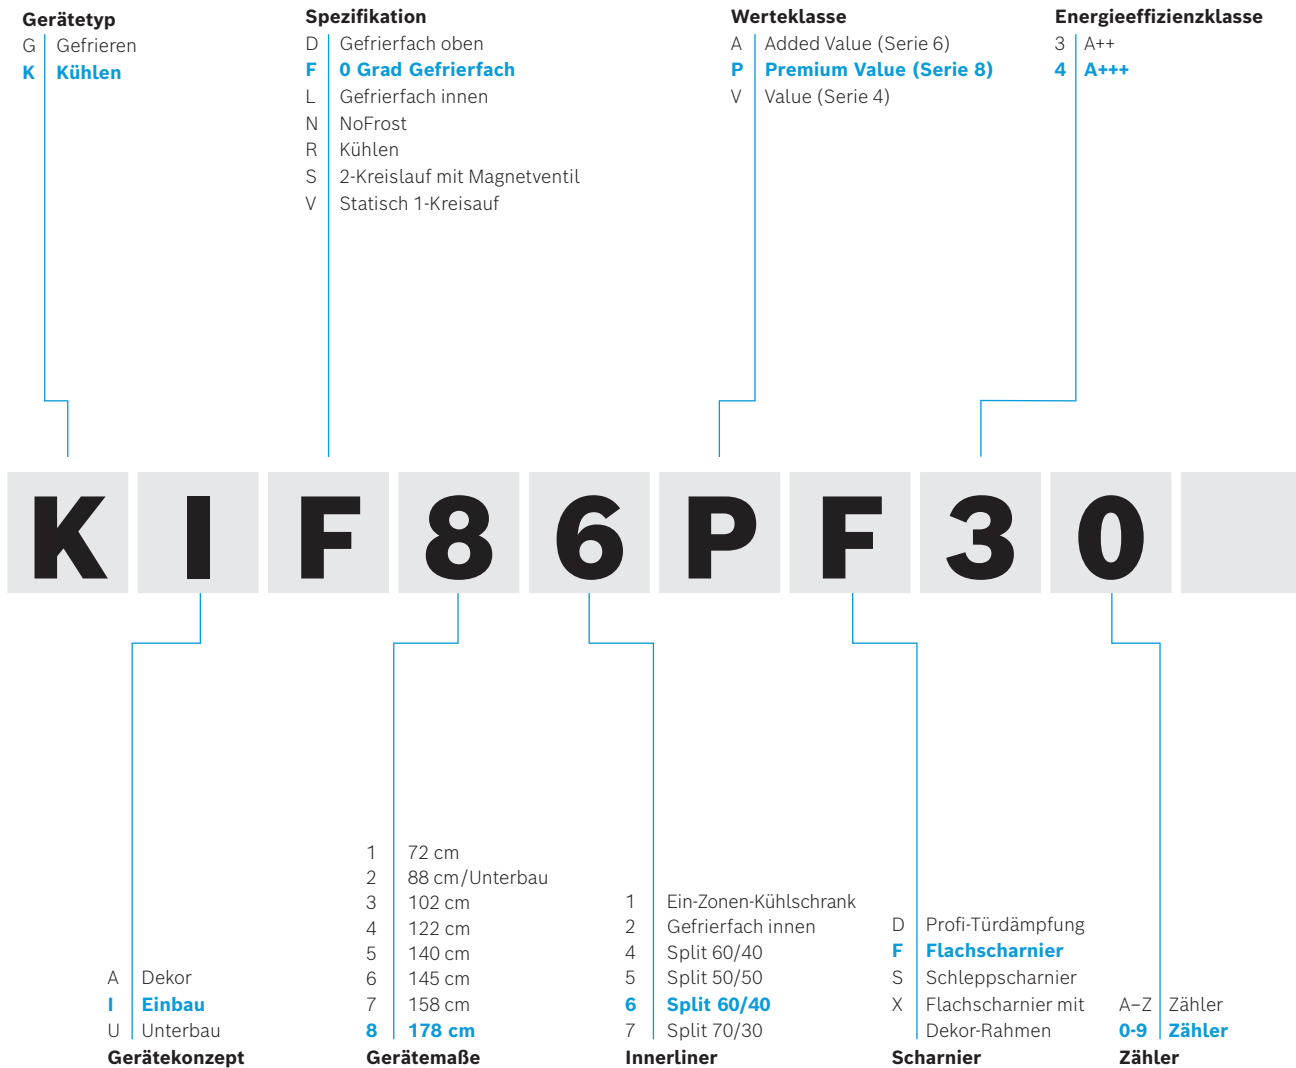 Gerätetyp
G Gefrieren
K Kühlen
Spezifikation
D Gefrierfach oben
F 0 Grad Gefrierfach
L Gefrierfach innen
N NoFrost
R Kühlen
S 2-Kreislauf mit Magnetventil
V Statisch 1-Kreisauf
Werteklasse
A Added Value (Serie 6)
P Premium Value (Serie 8)
V Value (Serie 4)
Energieeffizienzklasse
3 A++
4 A+++
K I F 8 6 P F 3 0
A Dekor
I Einbau
U Unterbau
Gerätekonzept
1 72 cm
2 88 cm/Unterbau
3 102 cm
4 122 cm
5 140 cm
6 145 cm
7 158 cm
8 178 cm
Gerätemaße
1 Ein-Zonen-Kühlschrank
2 Gefrierfach innen
4 Split 60/40
5 Split 50/50
6 Split 60/40
7 Split 70/30
Innerliner
D Profi-Türdämpfung
F Flachscharnier
S Schleppscharnier
X Flachscharnier mit
Dekor-Rahmen
Scharnier
A–Z Zähler
0-9 Zähler
Zähler